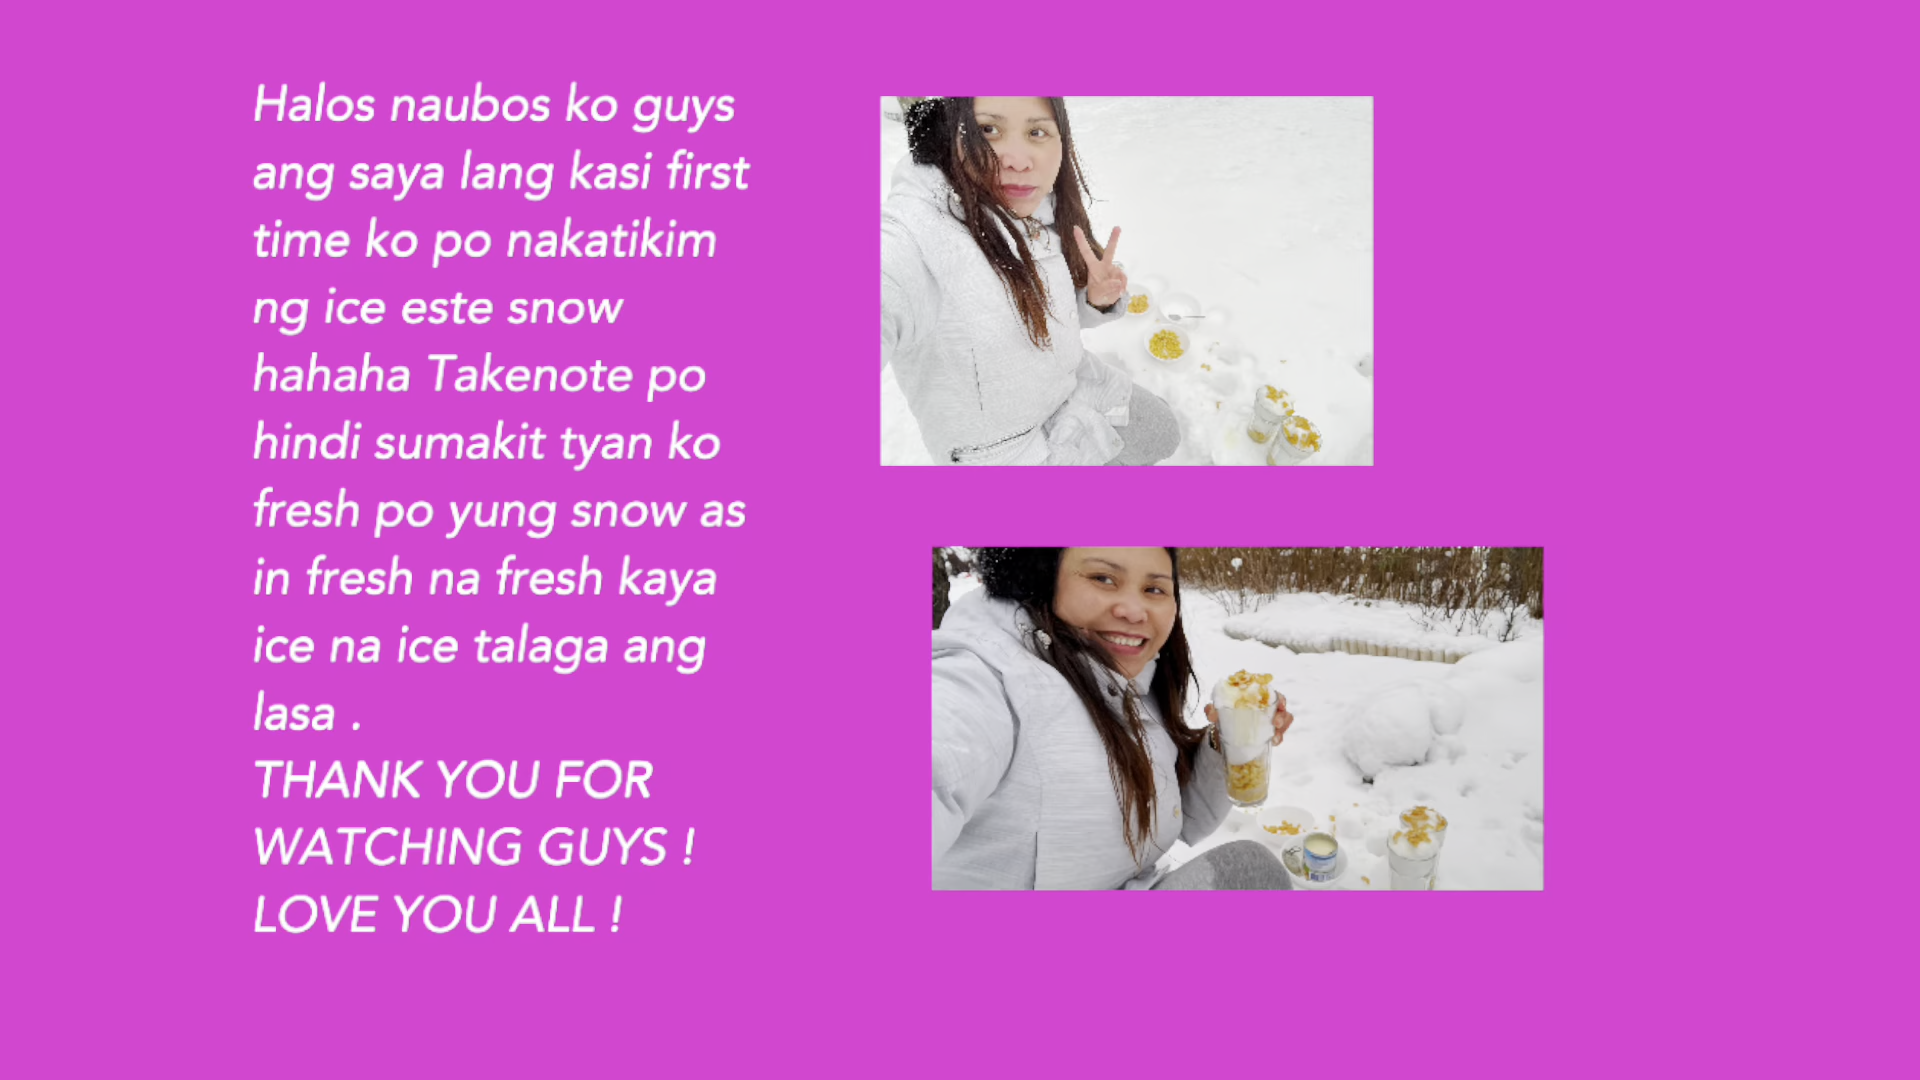 Halos naubos ko guys
ang saya lang kasi first
time ko po nakatikim
ng ice este snow
hahaha Takenote po
hindi sumakit tyan ko
fresh po yung snow as
in fresh na fresh kaya
ice na ice talaga ang
lasa .
THANK YOU FOR
WATCHING GUYS !
LOVE YOU ALL !